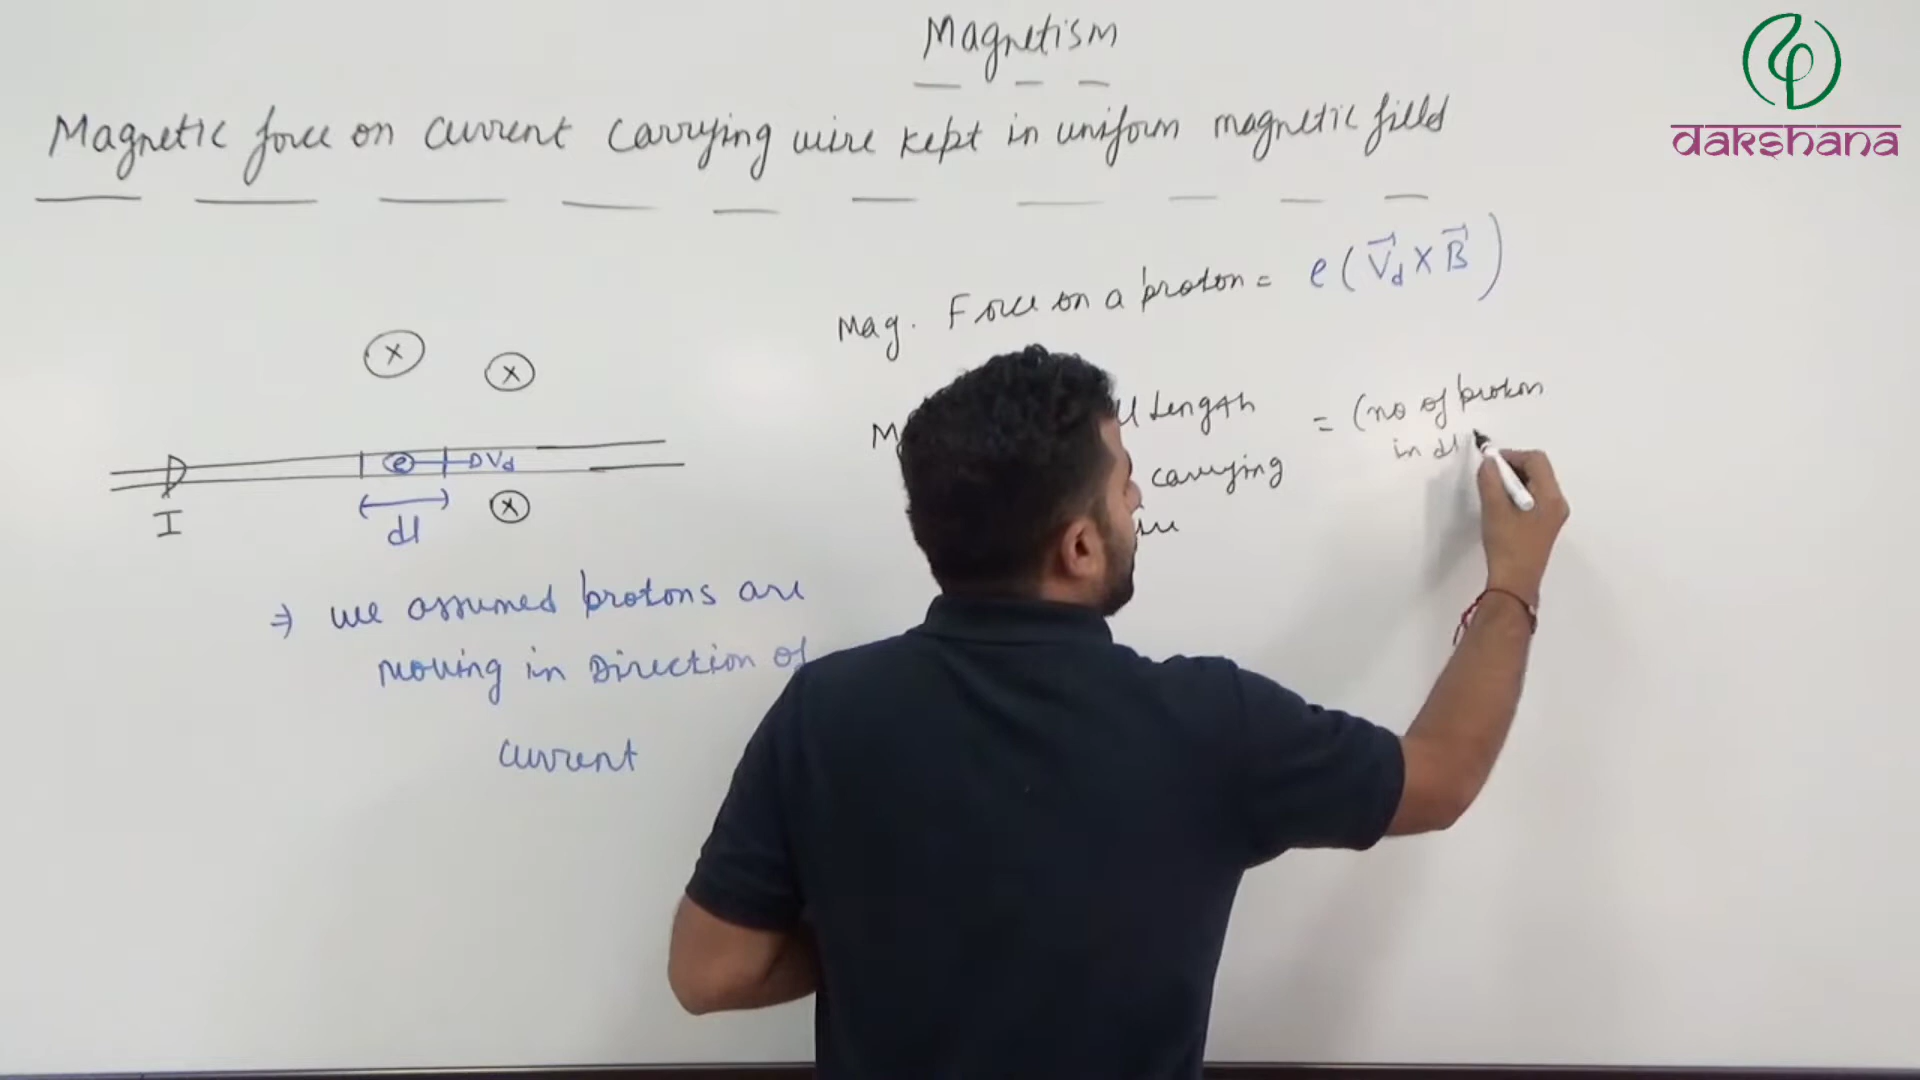 Magnetism
dakshana
Magnetic force on current carrying wire kept in uniform magnetic field
Mag. Force on a proton = e(V⃗d × B⃗)
Length = (no of proton
in dl
carrying
X
X
e Vd
X
I
dl
⇒ we assumed protons are
moving in Direction of
current